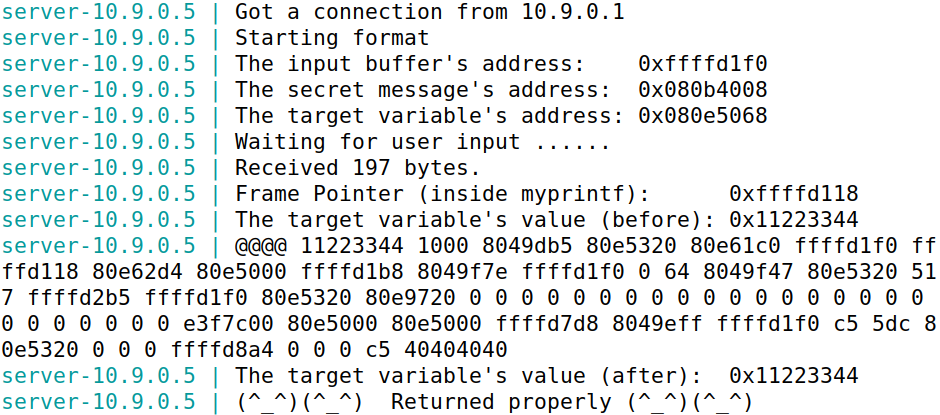 server-10.9.0.5 | Got a connection from 10.9.0.1
server-10.9.0.5 | Starting format
server-10.9.0.5 | The input buffer's address:    0xffffd1f0
server-10.9.0.5 | The secret message's address:  0x080b4008
server-10.9.0.5 | The target variable's address: 0x080e5068
server-10.9.0.5 | Waiting for user input ......
server-10.9.0.5 | Received 197 bytes.
server-10.9.0.5 | Frame Pointer (inside myprintf):      0xffffd118
server-10.9.0.5 | The target variable's value (before): 0x11223344
server-10.9.0.5 | @@@@ 11223344 1000 8049db5 80e5320 80e61c0 ffffd1f0 ff
ffd118 80e62d4 80e5000 ffffd1b8 8049f7e ffffd1f0 0 64 8049f47 80e5320 51
7 ffffd2b5 ffffd1f0 80e5320 80e9720 0 0 0 0 0 0 0 0 0 0 0 0 0 0 0 0 0 0
0 0 0 0 0 0 0 e3f7c00 80e5000 80e5000 ffffd7d8 8049eff ffffd1f0 c5 5dc 8
0e5320 0 0 0 ffffd8a4 0 0 0 c5 40404040
server-10.9.0.5 | The target variable's value (after):  0x11223344
server-10.9.0.5 | (^_^)(^_^)  Returned properly (^_^)(^_^)